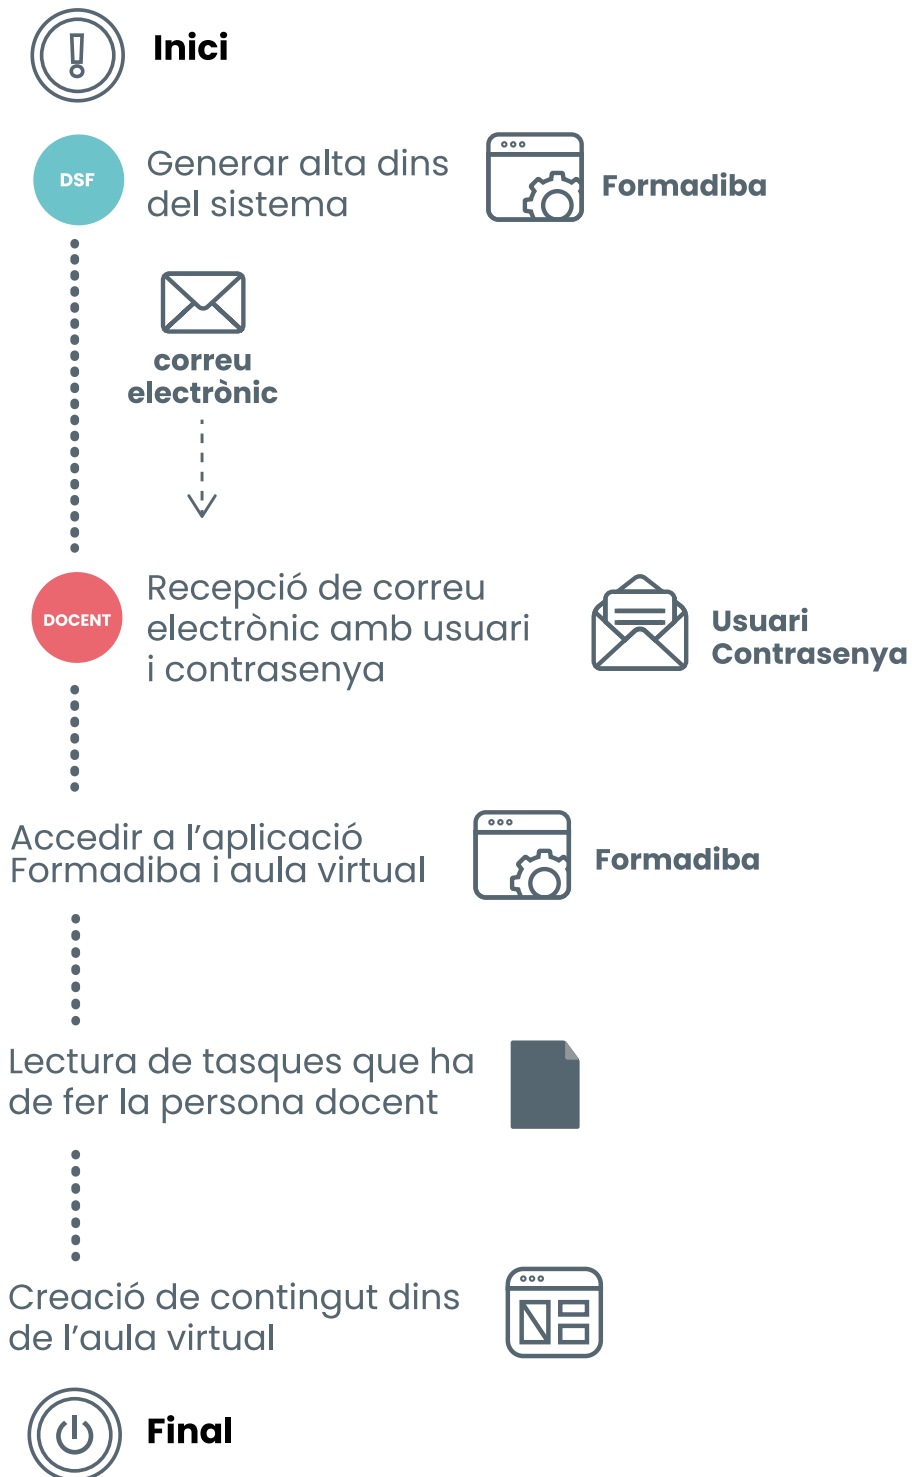 Inici
DSF
Generar alta dins
del sistema
Formadiba
correu
electrònic
DOCENT
Recepció de correu
electrònic amb usuari
i contrasenya
Usuari
Contrasenya
Accedir a l’aplicació
Formadiba i aula virtual
Formadiba
Lectura de tasques que ha
de fer la persona docent
Creació de contingut dins
de l’aula virtual
Final